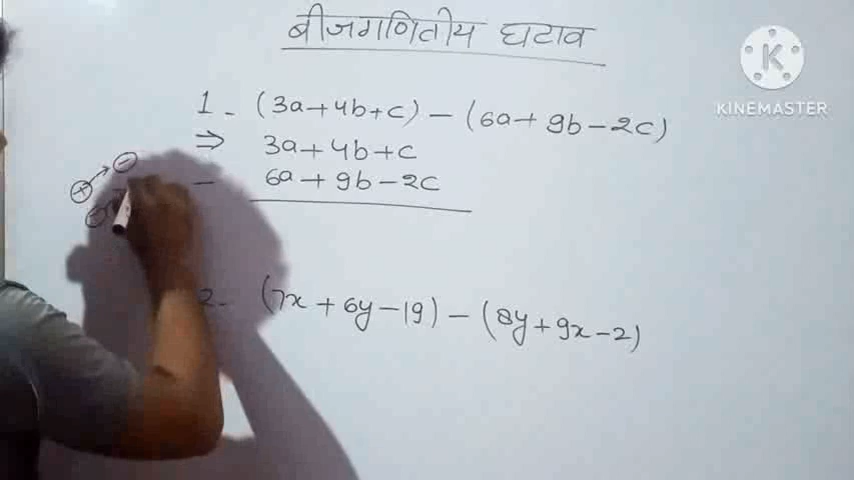 बीजगणितीय घटाव
1 - (3a+4b+c) - (6a+9b-2c)
⇒ 3a+4b+c
- 6a+9b-2c
+ → -
2 - (7x+6y-19) - (8y+9x-2)
K
KINEMASTER